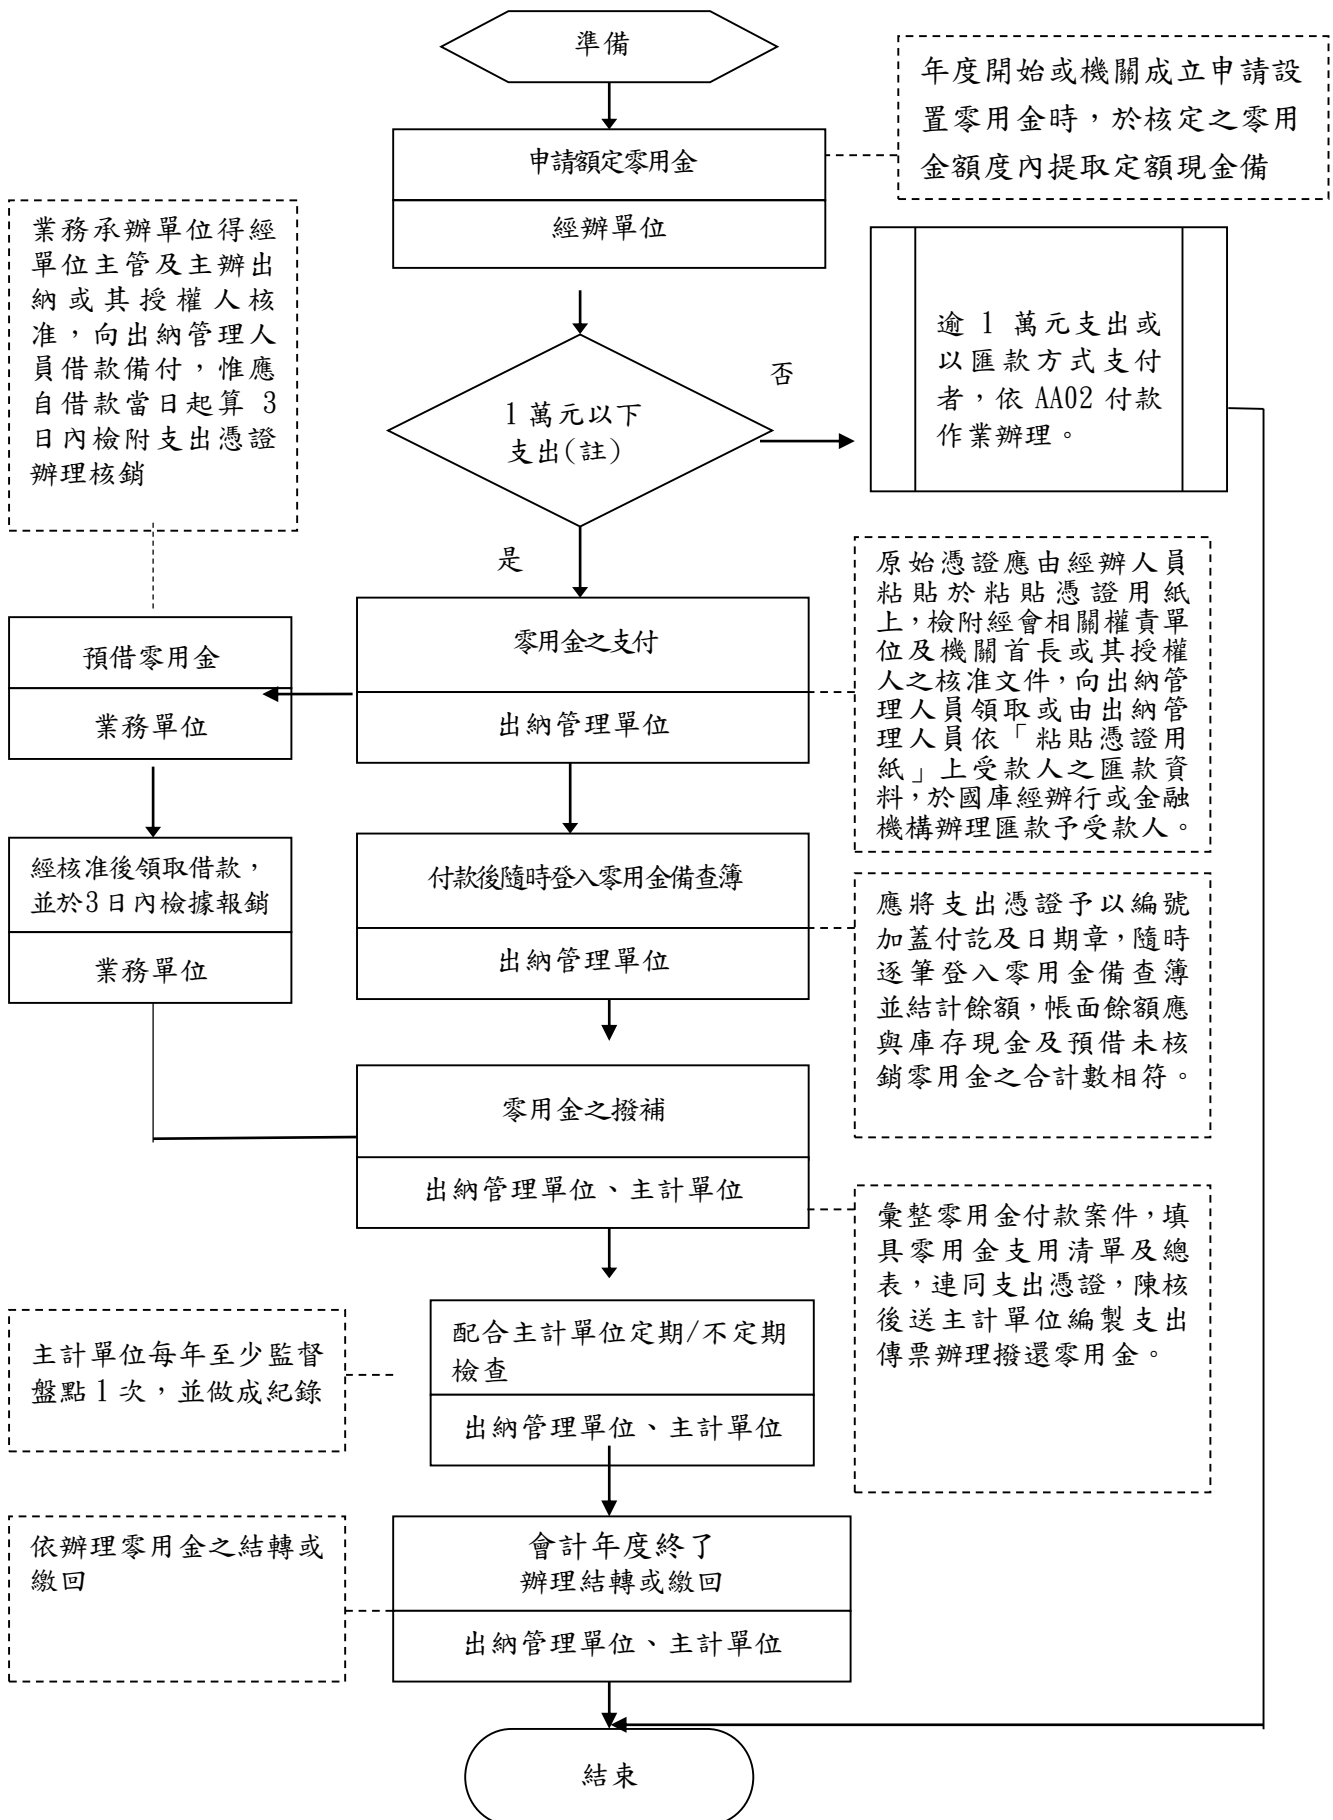 準備
年度開始或機關成立申請設
置零用金時，於核定之零用
金額度內提取定額現金備
申請額定零用金
經辦單位
業務承辦單位得經
單位主管及主辦出
納或其授權人核
准，向出納管理人
員借款備付，惟應
自借款當日起算 3
日內檢附支出憑證
辦理核銷
逾 1 萬元支出或
以匯款方式支付
者，依 AA02 付款
作業辦理。
否
1 萬元以下
支出(註)
是
原始憑證應由經辦人員
粘貼於粘貼憑證用紙
上，檢附經會相關權責單
位及機關首長或其授權
人之核准文件，向出納管
理人員領取或由出納管
理人員依「粘貼憑證用
紙」上受款人之匯款資
料，於國庫經辦行或金融
機構辦理匯款予受款人。
預借零用金
業務單位
零用金之支付
出納管理單位
經核准後領取借款，
並於3日內檢據報銷
業務單位
付款後隨時登入零用金備查簿
出納管理單位
應將支出憑證予以編號
加蓋付訖及日期章，隨時
逐筆登入零用金備查簿
並結計餘額，帳面餘額應
與庫存現金及預借未核
銷零用金之合計數相符。
零用金之撥補
出納管理單位、主計單位
彙整零用金付款案件，填
具零用金支用清單及總
表，連同支出憑證，陳核
後送主計單位編製支出
傳票辦理撥還零用金。
主計單位每年至少監督
盤點 1 次，並做成紀錄
配合主計單位定期/不定期
檢查
出納管理單位、主計單位
依辦理零用金之結轉或
繳回
會計年度終了
辦理結轉或繳回
出納管理單位、主計單位
結束